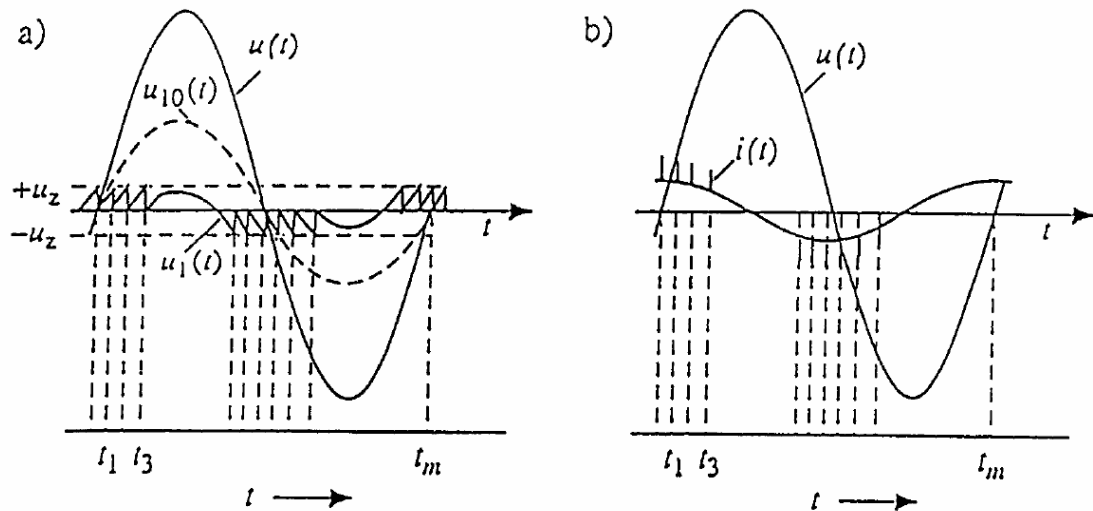 a)
u(t)
u10(t)
+uz
-uz
u1(t)
t
t1 t3 tm
t
b)
u(t)
i(t)
t
t1 t3 tm
t